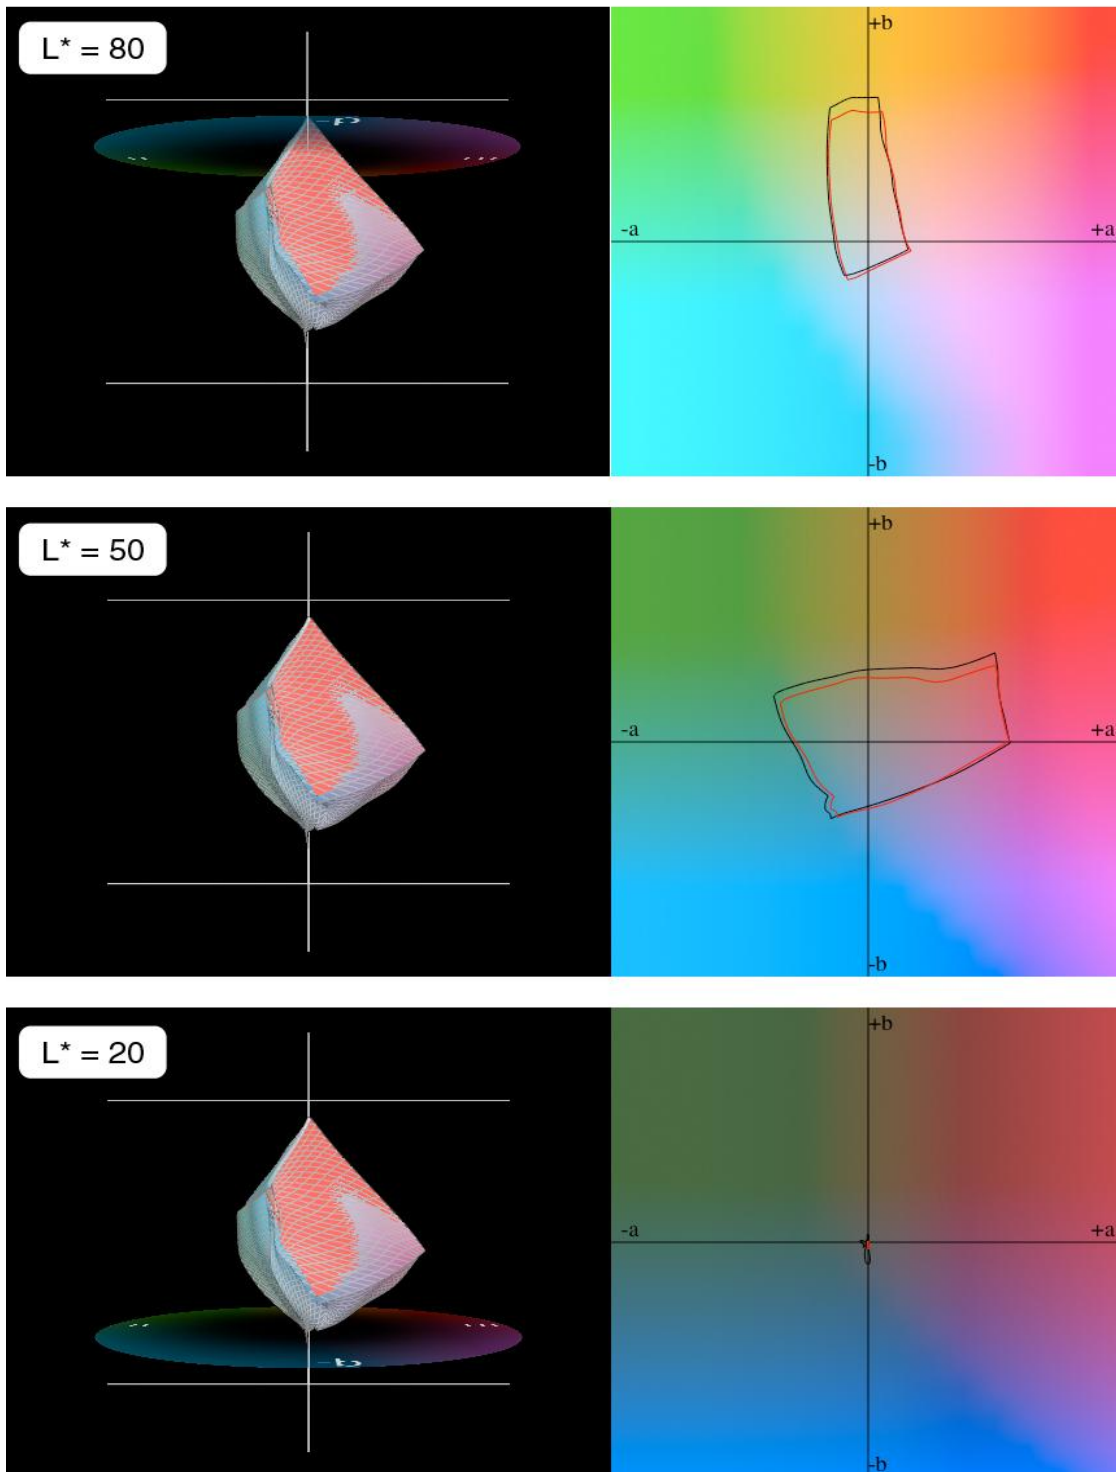 L* = 80
+b
-a
+a
-b
L* = 50
+b
-a
+a
-b
L* = 20
+b
-a
+a
-b